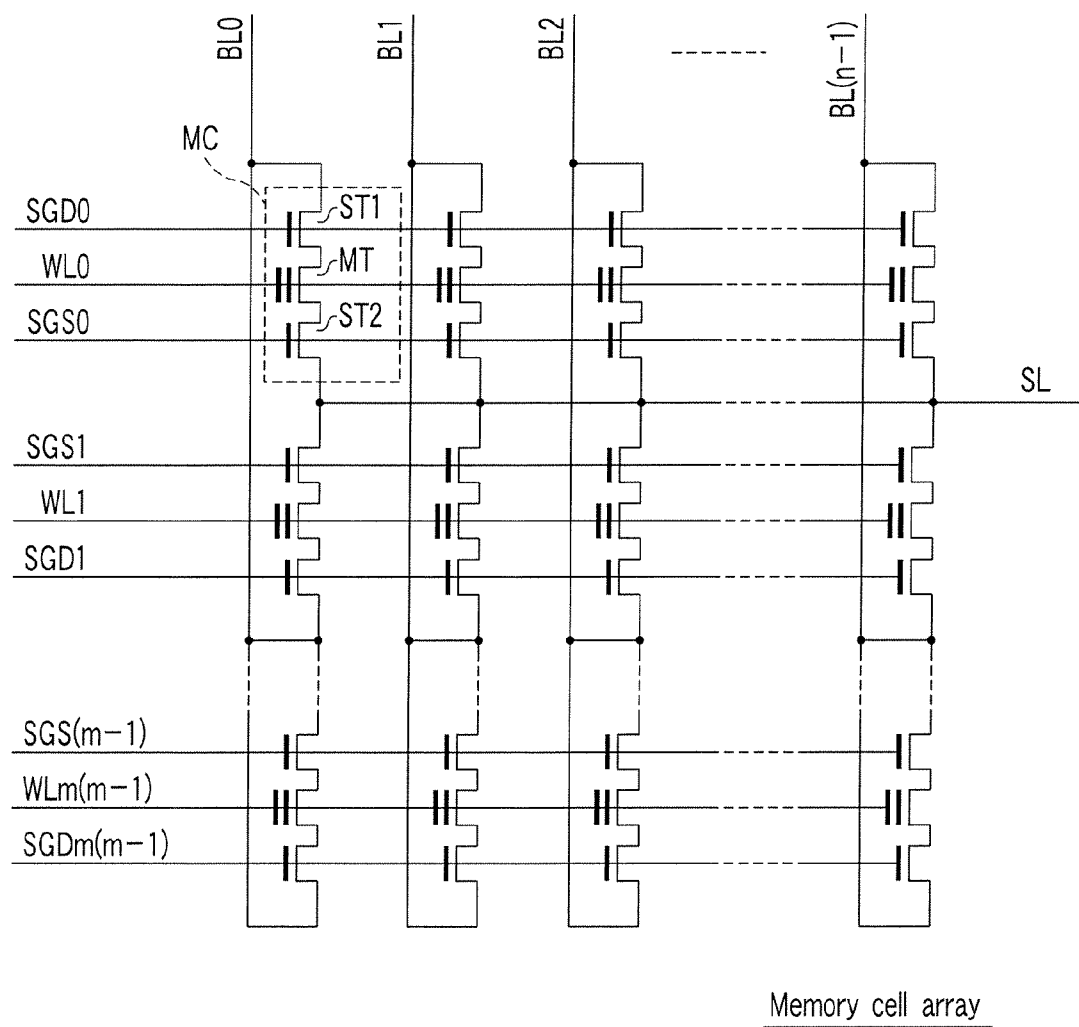 BL0
BL1
BL2
BL(n-1)
MC
SGD0
ST1
WL0
MT
SGS0
ST2
SL
SGS1
WL1
SGD1
SGS(m-1)
WLm(m-1)
SGDm(m-1)
Memory cell array